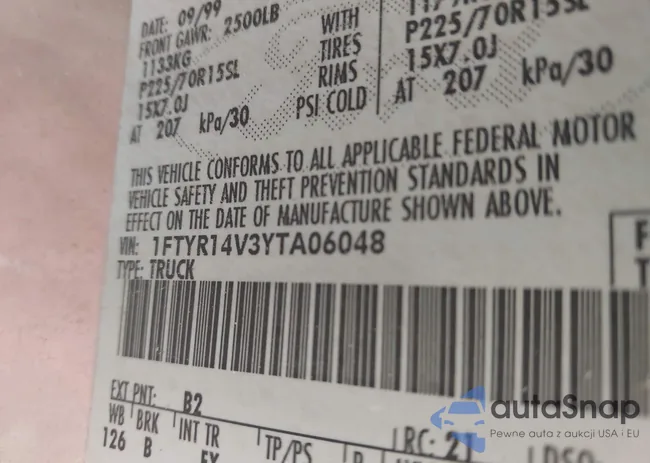 DATE: 09/99
FRONT GAWR: 2500LB
1133KG
P225/70R15SL
15X7.0J
AT 207 kPa/30
WITH
TIRES
RIMS
PSI COLD
P225/70R15SL
15X7.0J
AT 207 kPa/30
THIS VEHICLE CONFORMS TO ALL APPLICABLE FEDERAL MOTOR
VEHICLE SAFETY AND THEFT PREVENTION STANDARDS IN
EFFECT ON THE DATE OF MANUFACTURE SHOWN ABOVE.
VIN: 1FTYR14V3YTA06048
TYPE: TRUCK
EXT PNT: B2
WB BRK INT TR TP/PS
126 B
RC: 21
autoSnap
Pewne auta z aukcji USA i EU